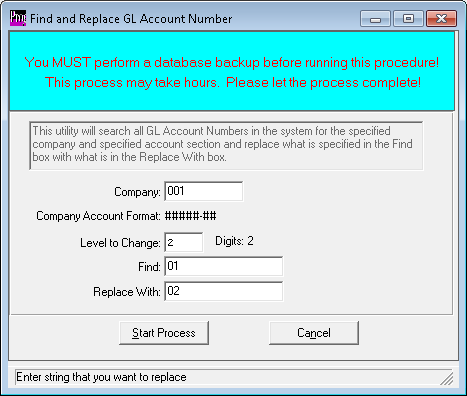 Find and Replace GL Account Number
You MUST perform a database backup before running this procedure!
This process may take hours. Please let the process complete!
This utility will search all GL Account Numbers in the system for the specified
company and specified account section and replace what is specified in the Find
box with what is in the Replace With box.
Company: 001
Company Account Format: #####-##
Level to Change: 2 Digits: 2
Find: 01
Replace With: 02
Start Process Cancel
Enter string that you want to replace